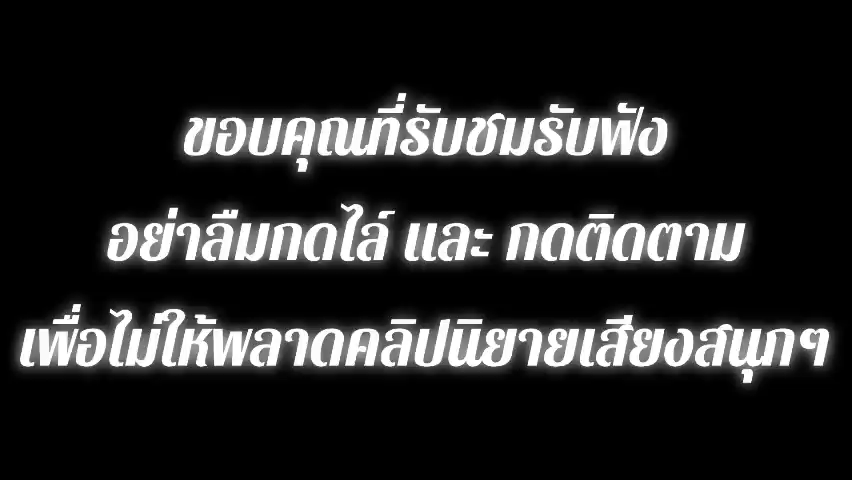 ขอบคุณที่รับชมรับฟัง
อย่าลืมกดไล์ และ กดติดตาม
เพื่อไม่ให้พลาดคลิปนิยายเสียงสนุกๆ